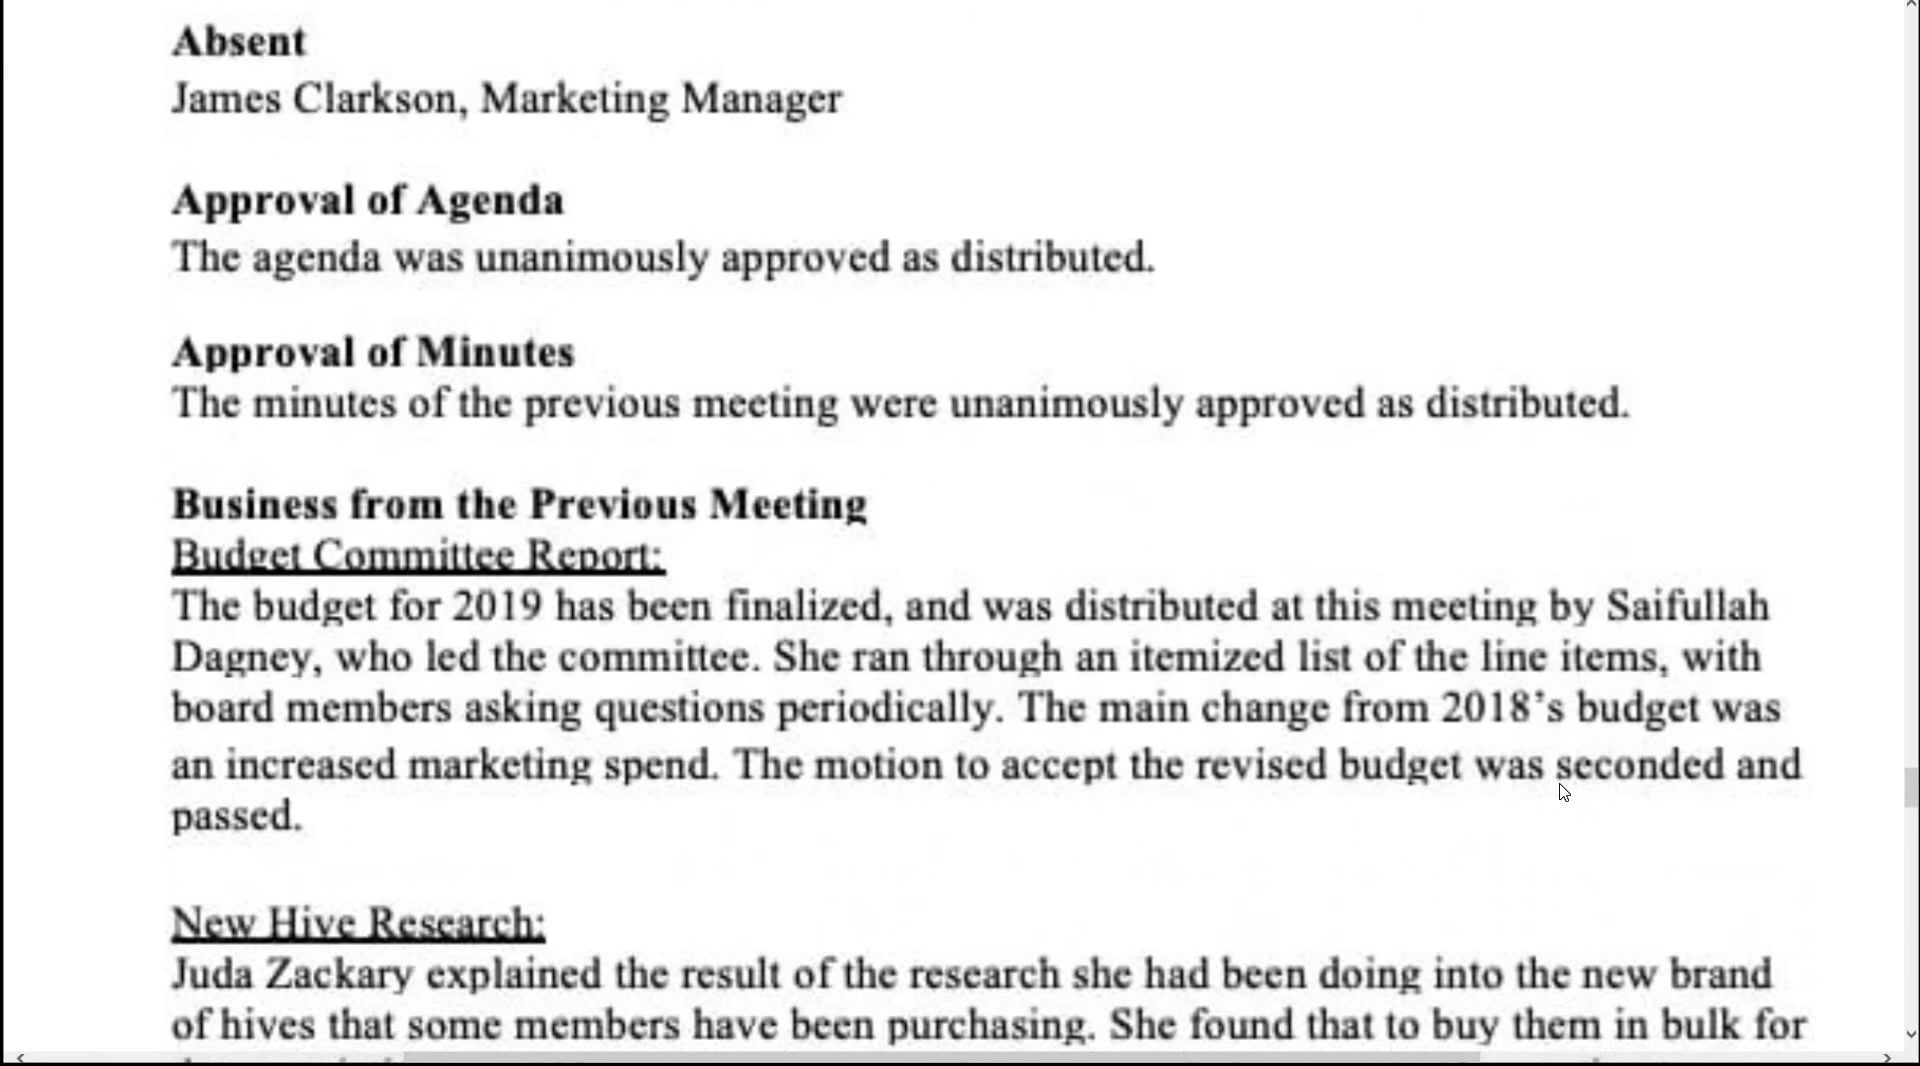 Absent
James Clarkson, Marketing Manager
Approval of Agenda
The agenda was unanimously approved as distributed.
Approval of Minutes
The minutes of the previous meeting were unanimously approved as distributed.
Business from the Previous Meeting
Budget Committee Report:
The budget for 2019 has been finalized, and was distributed at this meeting by Saifullah
Dagney, who led the committee. She ran through an itemized list of the line items, with
board members asking questions periodically. The main change from 2018's budget was
an increased marketing spend. The motion to accept the revised budget was seconded and
passed.
New Hive Research:
Juda Zackary explained the result of the research she had been doing into the new brand
of hives that some members have been purchasing. She found that to buy them in bulk for